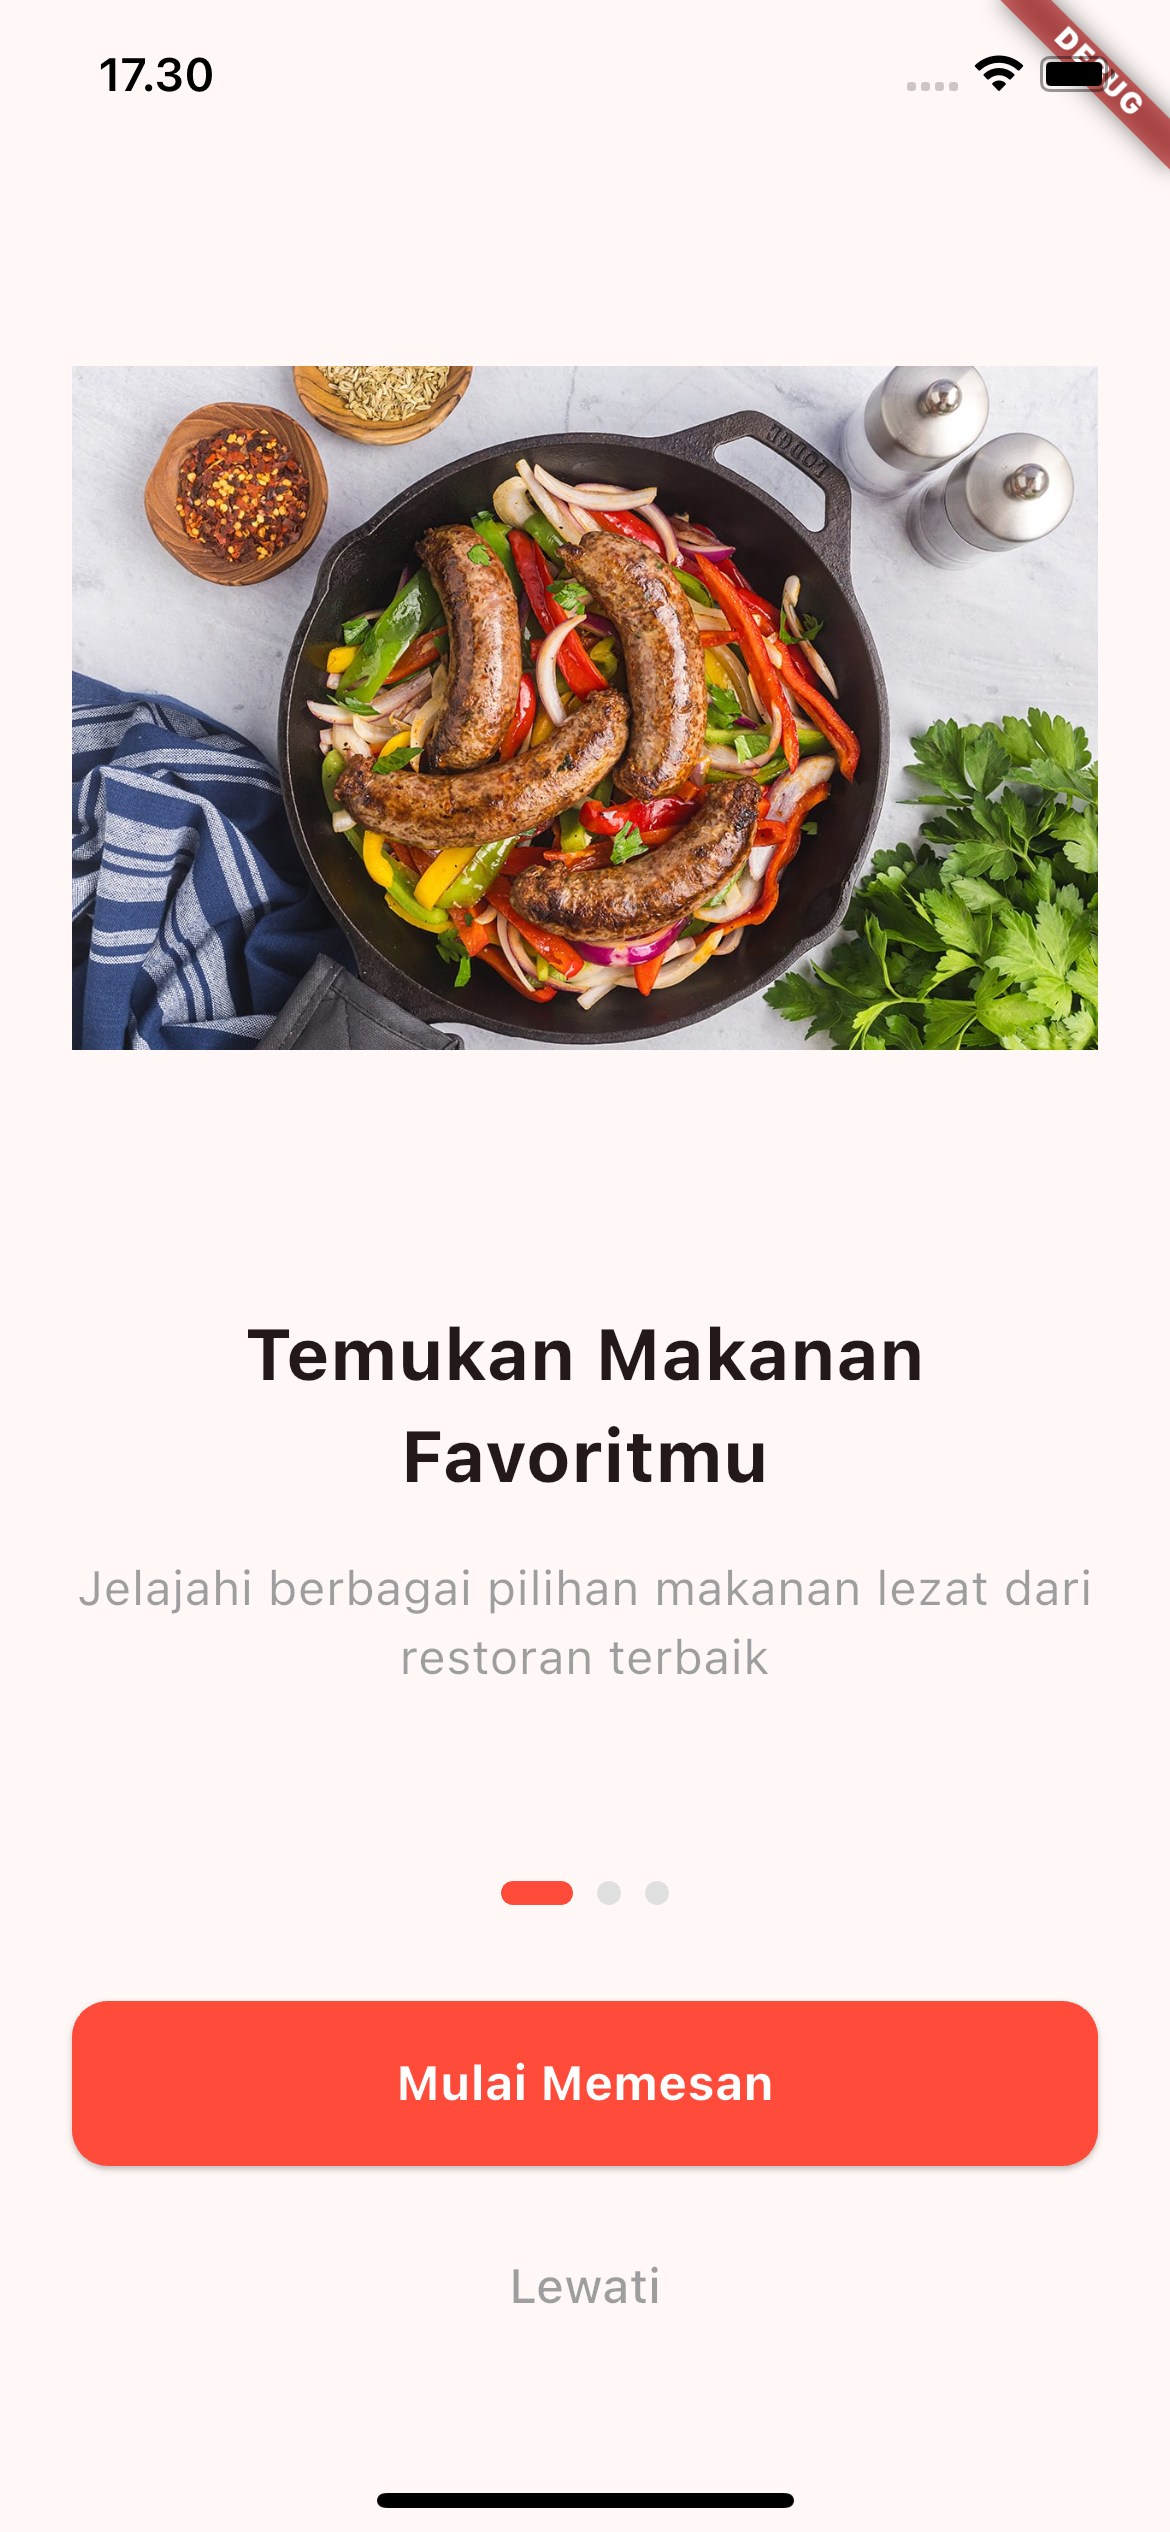 17.30
DEBUG
LODGE
Temukan Makanan
Favoritmu
Jelajahi berbagai pilihan makanan lezat dari
restoran terbaik
Mulai Memesan
Lewati